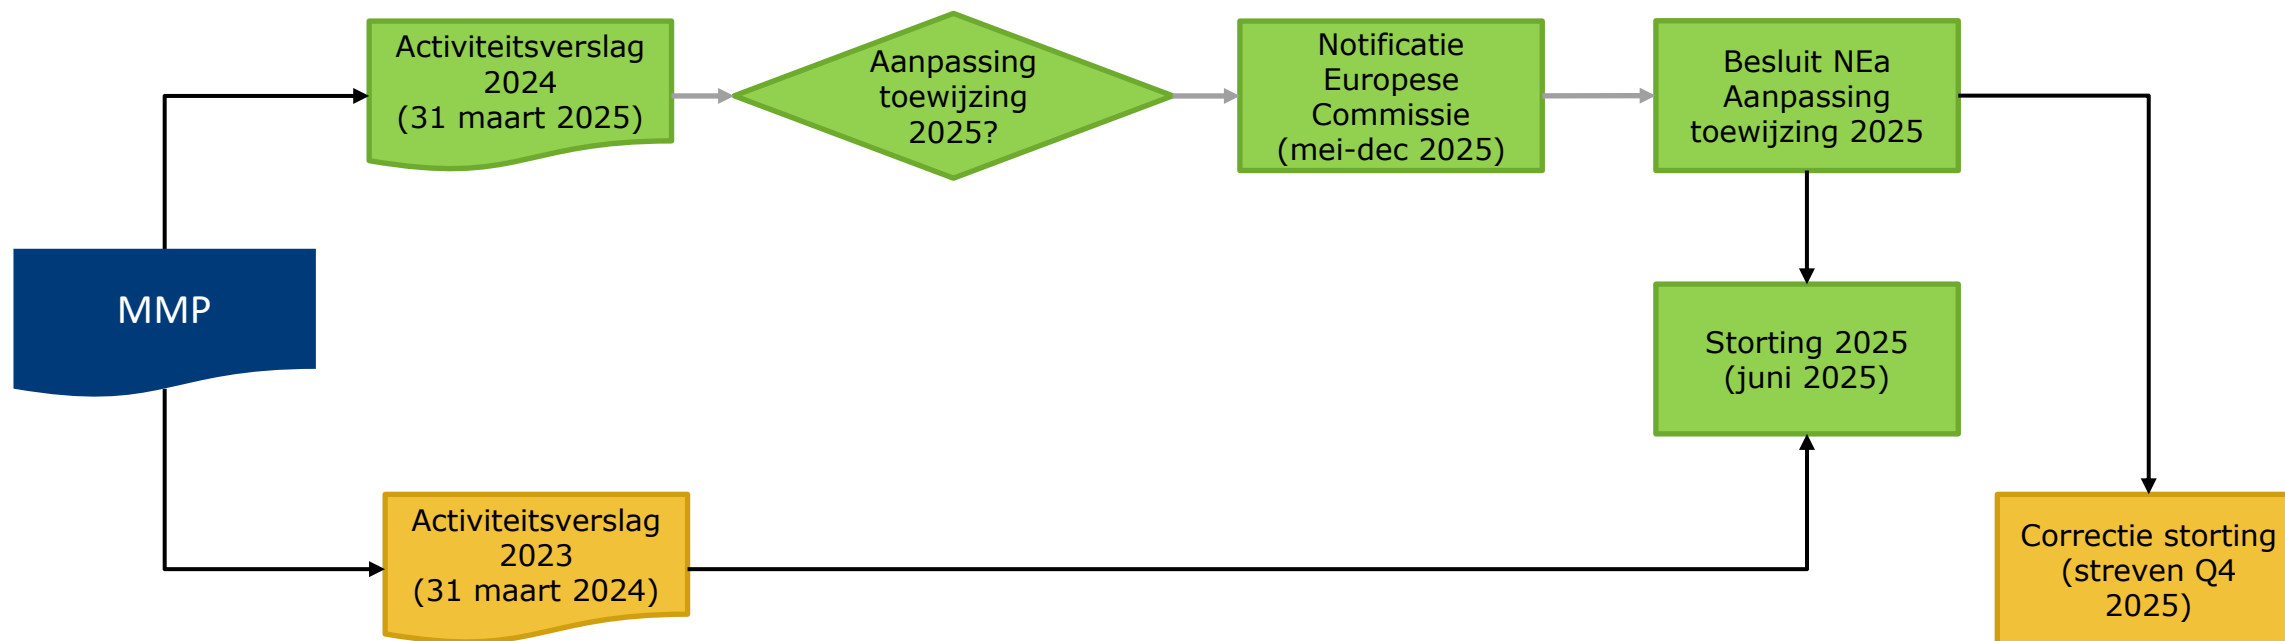 Activiteitsverslag
2024
(31 maart 2025)
Aanpassing
toewijzing
2025?
Notificatie
Europese
Commissie
(mei-dec 2025)
Besluit NEa
Aanpassing
toewijzing 2025
MMP
Storting 2025
(juni 2025)
Activiteitsverslag
2023
(31 maart 2024)
Correctie storting
(streven Q4
2025)